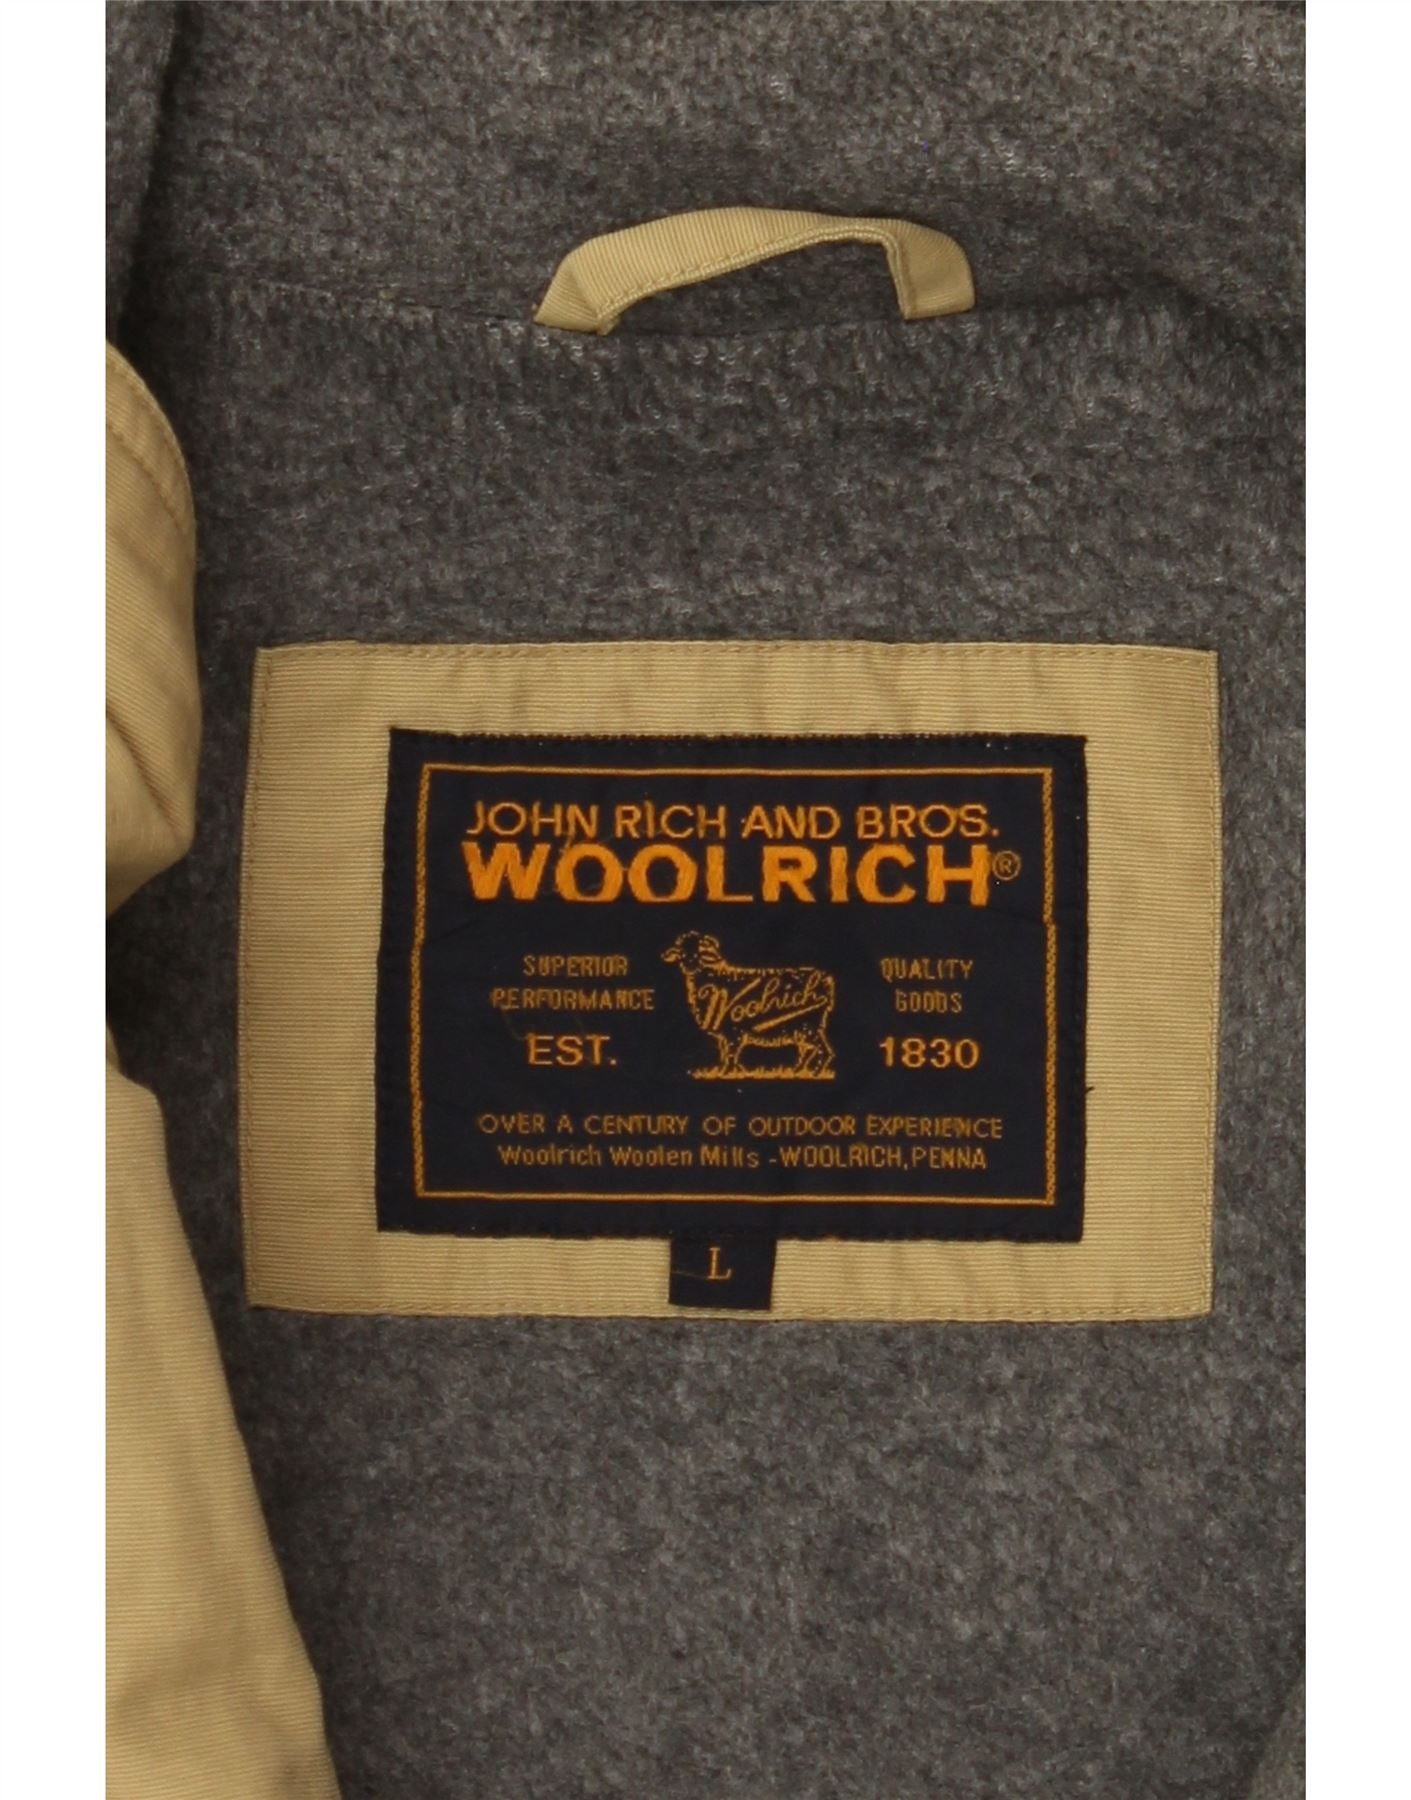 JOHN RICH AND BROS.
WOOLRICH®
SUPERIOR PERFORMANCE
Woolrich
QUALITY GOODS
EST. 1830
OVER A CENTURY OF OUTDOOR EXPERIENCE
Woolrich Woolen Mills - WOOLRICH, PENNA
L